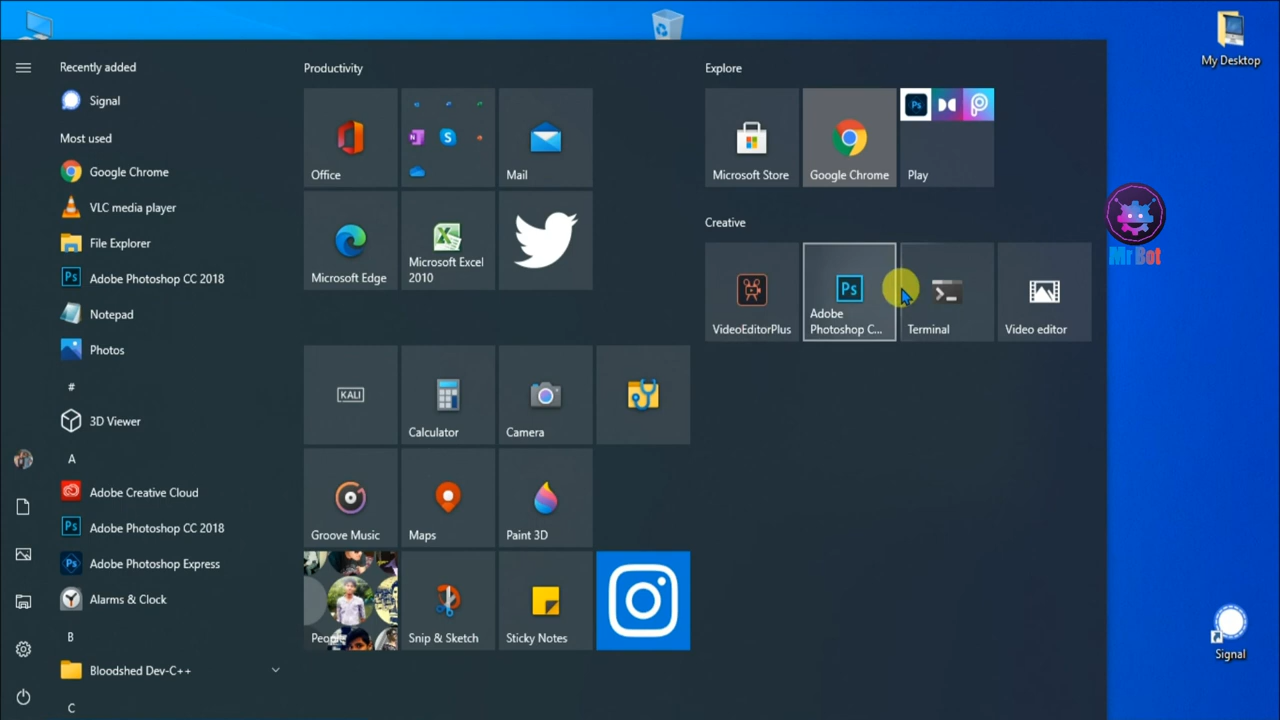 My Desktop
Recently added
Signal
Most used
Google Chrome
VLC media player
File Explorer
Adobe Photoshop CC 2018
Notepad
Photos
#
3D Viewer
A
Adobe Creative Cloud
Adobe Photoshop CC 2018
Adobe Photoshop Express
Alarms & Clock
B
Bloodshed Dev-C++
C
Productivity
Office
Mail
Microsoft Edge
Microsoft Excel
2010
KALI
Calculator
Camera
Groove Music
Maps
Paint 3D
People
Snip & Sketch
Sticky Notes
Explore
Microsoft Store
Google Chrome
Ps
Play
Creative
VideoEditorPlus
Ps
Adobe
Photoshop C...
Terminal
Video editor
Mr Bot
Signal